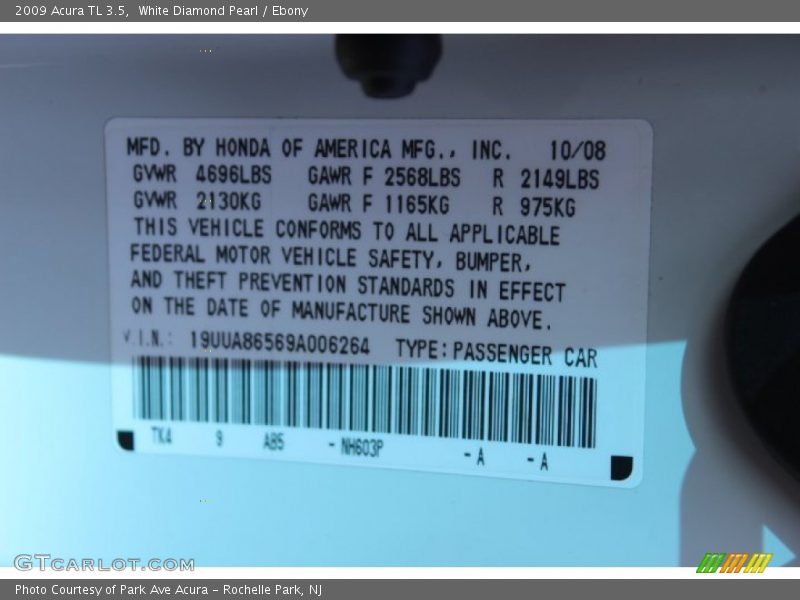 2009 Acura TL 3.5,  White Diamond Pearl / Ebony
MFD. BY HONDA OF AMERICA MFG., INC. 10/08
GVWR 4696LBS GAWR F 2568LBS R 2149LBS
GVWR 2130KG GAWR F 1165KG R 975KG
THIS VEHICLE CONFORMS TO ALL APPLICABLE
FEDERAL MOTOR VEHICLE SAFETY, BUMPER,
AND THEFT PREVENTION STANDARDS IN EFFECT
ON THE DATE OF MANUFACTURE SHOWN ABOVE.
V.I.N.: 19UUA86569A006264 TYPE: PASSENGER CAR
TK4 9 AB5 - NH603P - A - A
GTCARLOT.COM
Photo Courtesy of Park Ave Acura - Rochelle Park, NJ